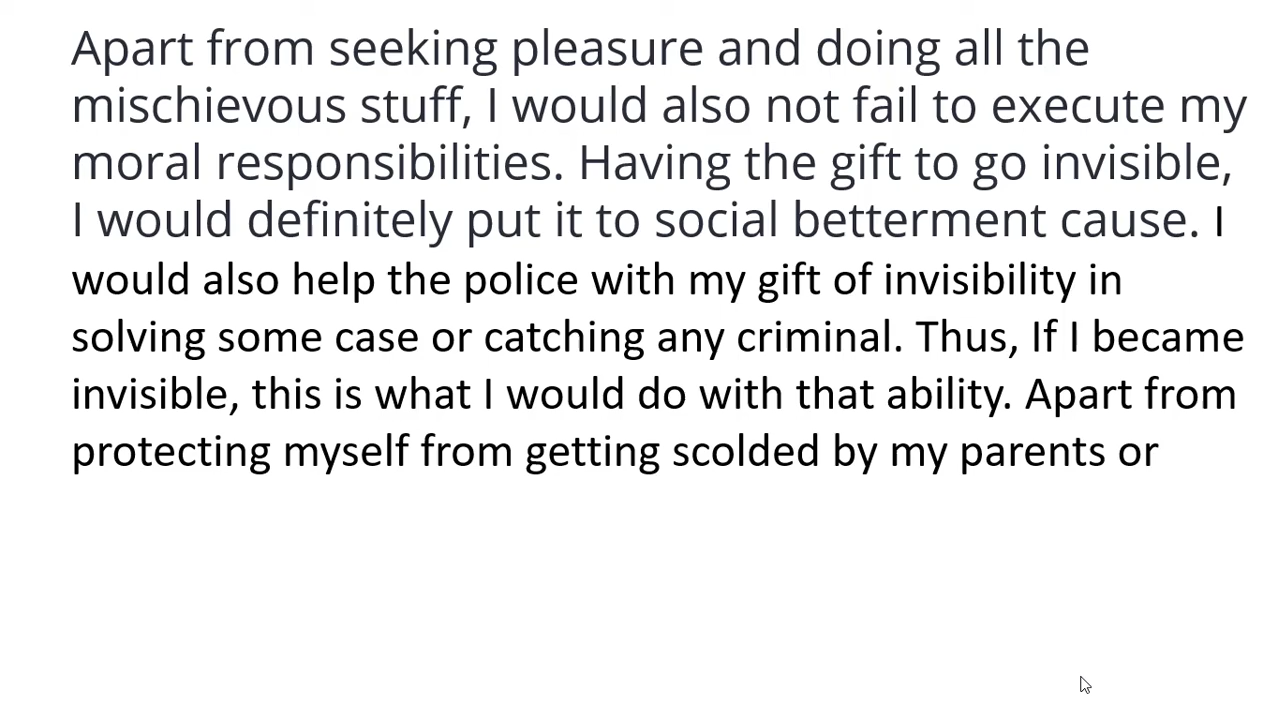 Apart from seeking pleasure and doing all the
mischievous stuff, I would also not fail to execute my
moral responsibilities. Having the gift to go invisible,
I would definitely put it to social betterment cause. I
would also help the police with my gift of invisibility in
solving some case or catching any criminal. Thus, If I became
invisible, this is what I would do with that ability. Apart from
protecting myself from getting scolded by my parents or